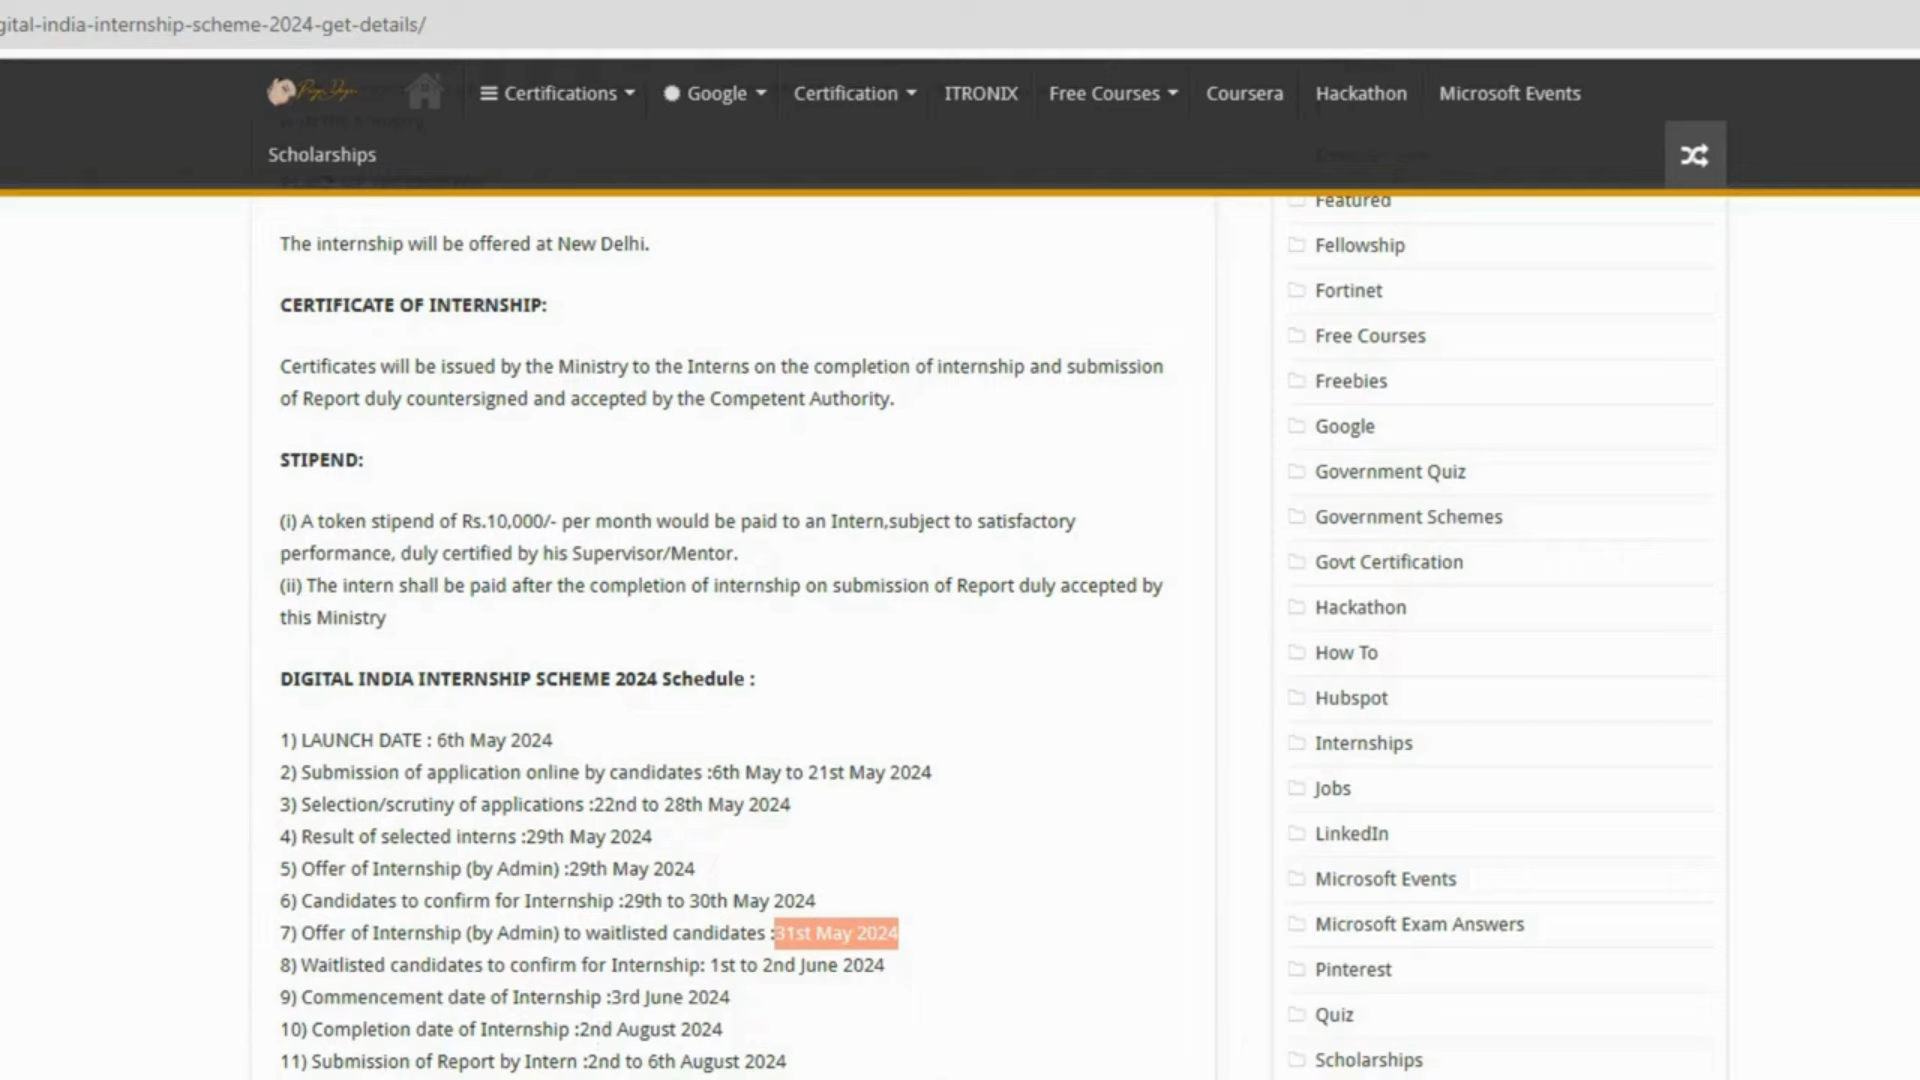 gital-india-internship-scheme-2024-get-details/
Certifications
Google
Certification
ITRONIX
Free Courses
Coursera
Hackathon
Microsoft Events
Scholarships
The internship will be offered at New Delhi.
CERTIFICATE OF INTERNSHIP:
Certificates will be issued by the Ministry to the Interns on the completion of internship and submission
of Report duly countersigned and accepted by the Competent Authority.
STIPEND:
(i) A token stipend of Rs.10,000/- per month would be paid to an Intern,subject to satisfactory
performance, duly certified by his Supervisor/Mentor.
(ii) The intern shall be paid after the completion of internship on submission of Report duly accepted by
this Ministry
DIGITAL INDIA INTERNSHIP SCHEME 2024 Schedule :
1) LAUNCH DATE : 6th May 2024
2) Submission of application online by candidates :6th May to 21st May 2024
3) Selection/scrutiny of applications :22nd to 28th May 2024
4) Result of selected interns :29th May 2024
5) Offer of Internship (by Admin) :29th May 2024
6) Candidates to confirm for Internship :29th to 30th May 2024
7) Offer of Internship (by Admin) to waitlisted candidates :31st May 2024
8) Waitlisted candidates to confirm for Internship: 1st to 2nd June 2024
9) Commencement date of Internship :3rd June 2024
10) Completion date of Internship :2nd August 2024
11) Submission of Report by Intern :2nd to 6th August 2024
Featured
Fellowship
Fortinet
Free Courses
Freebies
Google
Government Quiz
Government Schemes
Govt Certification
Hackathon
How To
Hubspot
Internships
Jobs
LinkedIn
Microsoft Events
Microsoft Exam Answers
Pinterest
Quiz
Scholarships